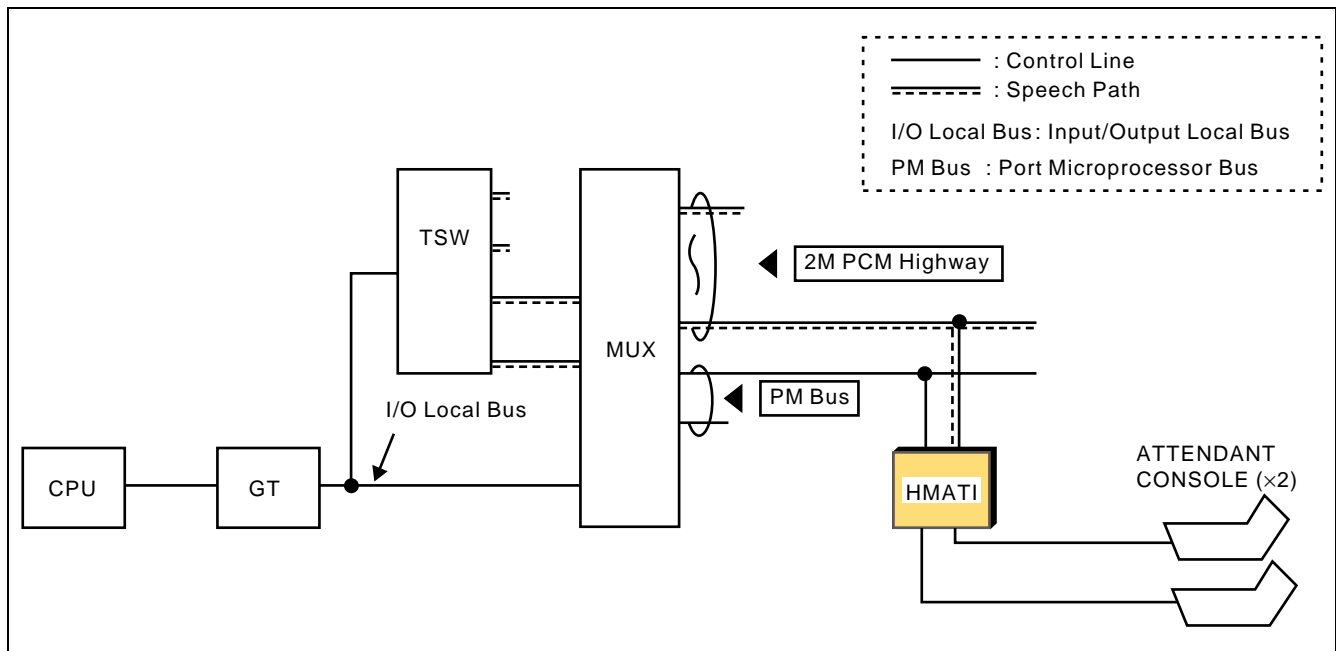 : Control Line
: Speech Path
I/O Local Bus: Input/Output Local Bus
PM Bus : Port Microprocessor Bus
TSW
2M PCM Highway
MUX
PM Bus
I/O Local Bus
CPU
GT
HMATI
ATTENDANT
CONSOLE (×2)